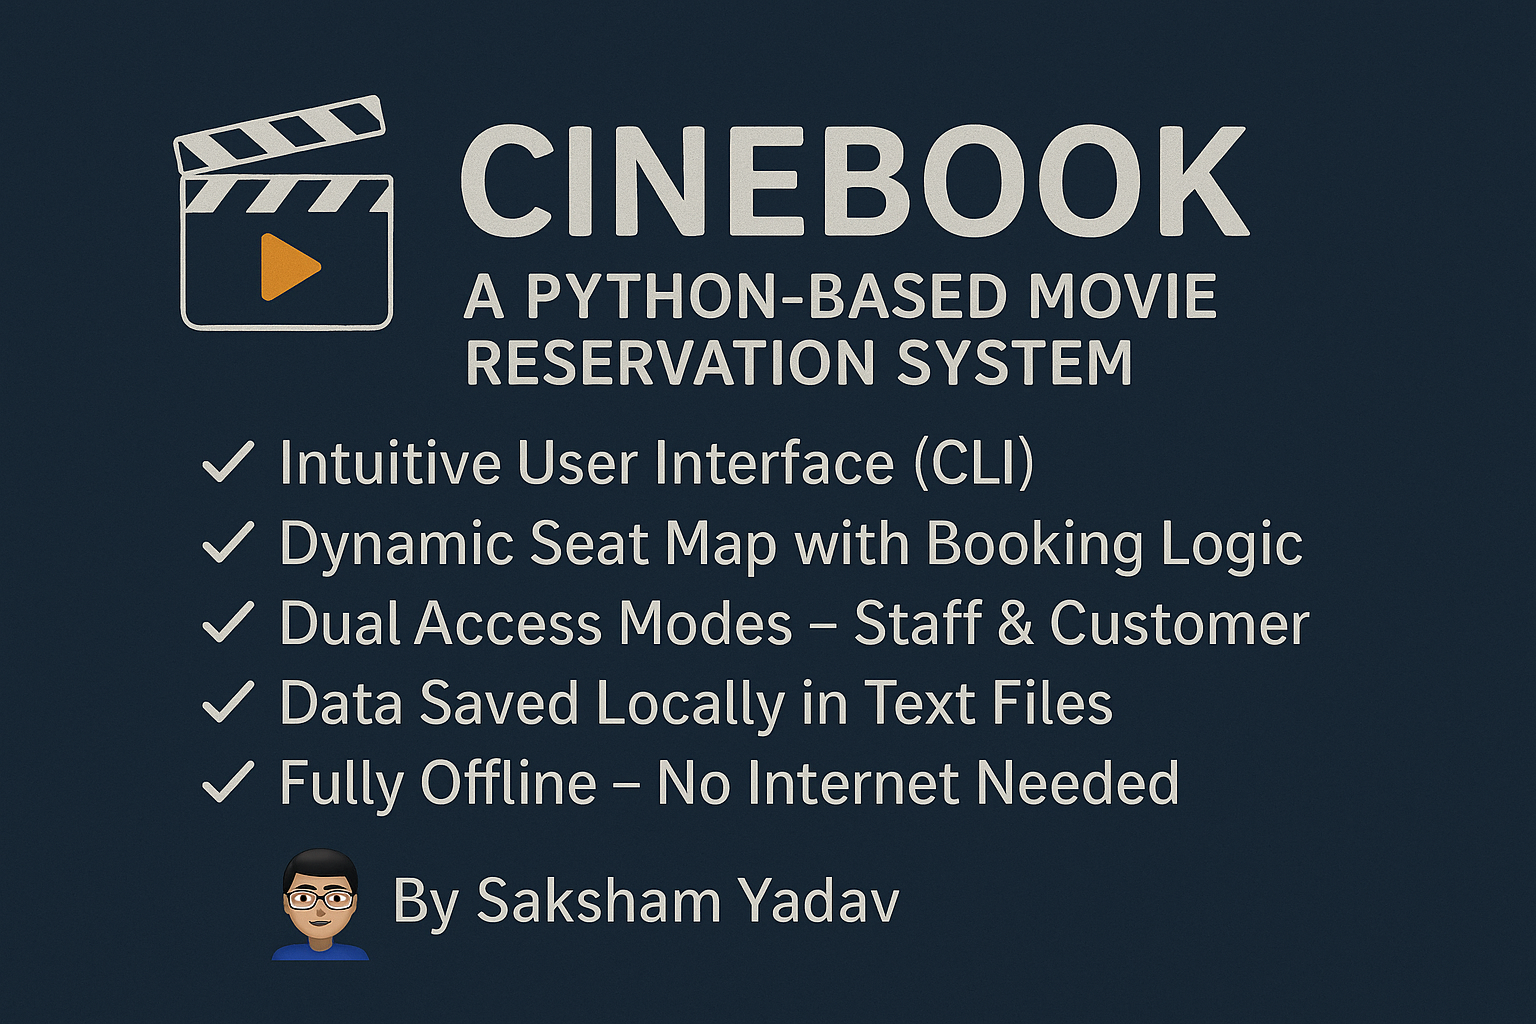 CINEBOOK
A PYTHON-BASED MOVIE
RESERVATION SYSTEM
✓ Intuitive User Interface (CLI)
✓ Dynamic Seat Map with Booking Logic
✓ Dual Access Modes – Staff & Customer
✓ Data Saved Locally in Text Files
✓ Fully Offline – No Internet Needed
By Saksham Yadav